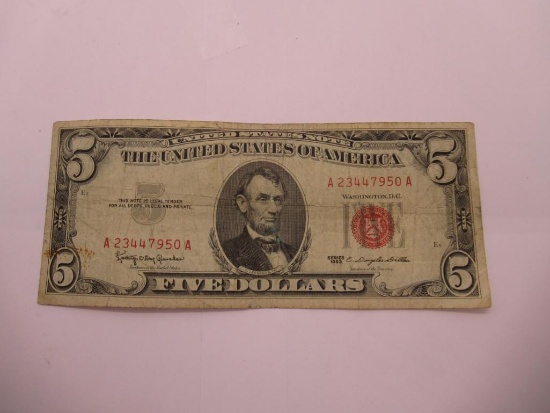 5 UNITED STATES NOTE 5
THE UNITED STATES OF AMERICA
A 23447950 A
THIS NOTE IS LEGAL TENDER
FOR ALL DEBTS, PUBLIC AND PRIVATE
WASHINGTON, D.C.
A 23447950 A
SERIES
1963
5 FIVE DOLLARS 5